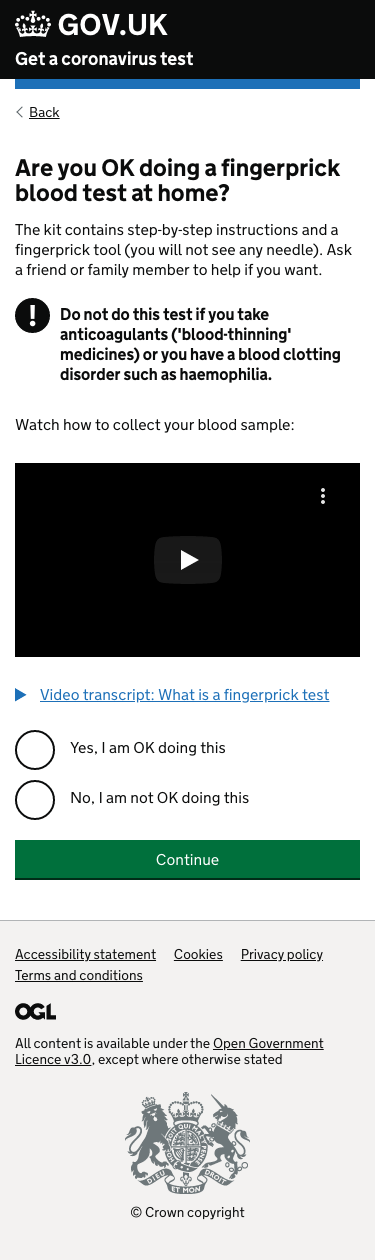 GOV.UK
Get a coronavirus test
Back
Are you OK doing a fingerprick
blood test at home?
The kit contains step-by-step instructions and a
fingerprick tool (you will not see any needle). Ask
a friend or family member to help if you want.
! Do not do this test if you take
anticoagulants ('blood-thinning'
medicines) or you have a blood clotting
disorder such as haemophilia.
Watch how to collect your blood sample:
Video transcript: What is a fingerprick test
Yes, I am OK doing this
No, I am not OK doing this
Continue
Accessibility statement Cookies Privacy policy
Terms and conditions
OGL
All content is available under the Open Government
Licence v3.0, except where otherwise stated
DIEU ET MON
© Crown copyright